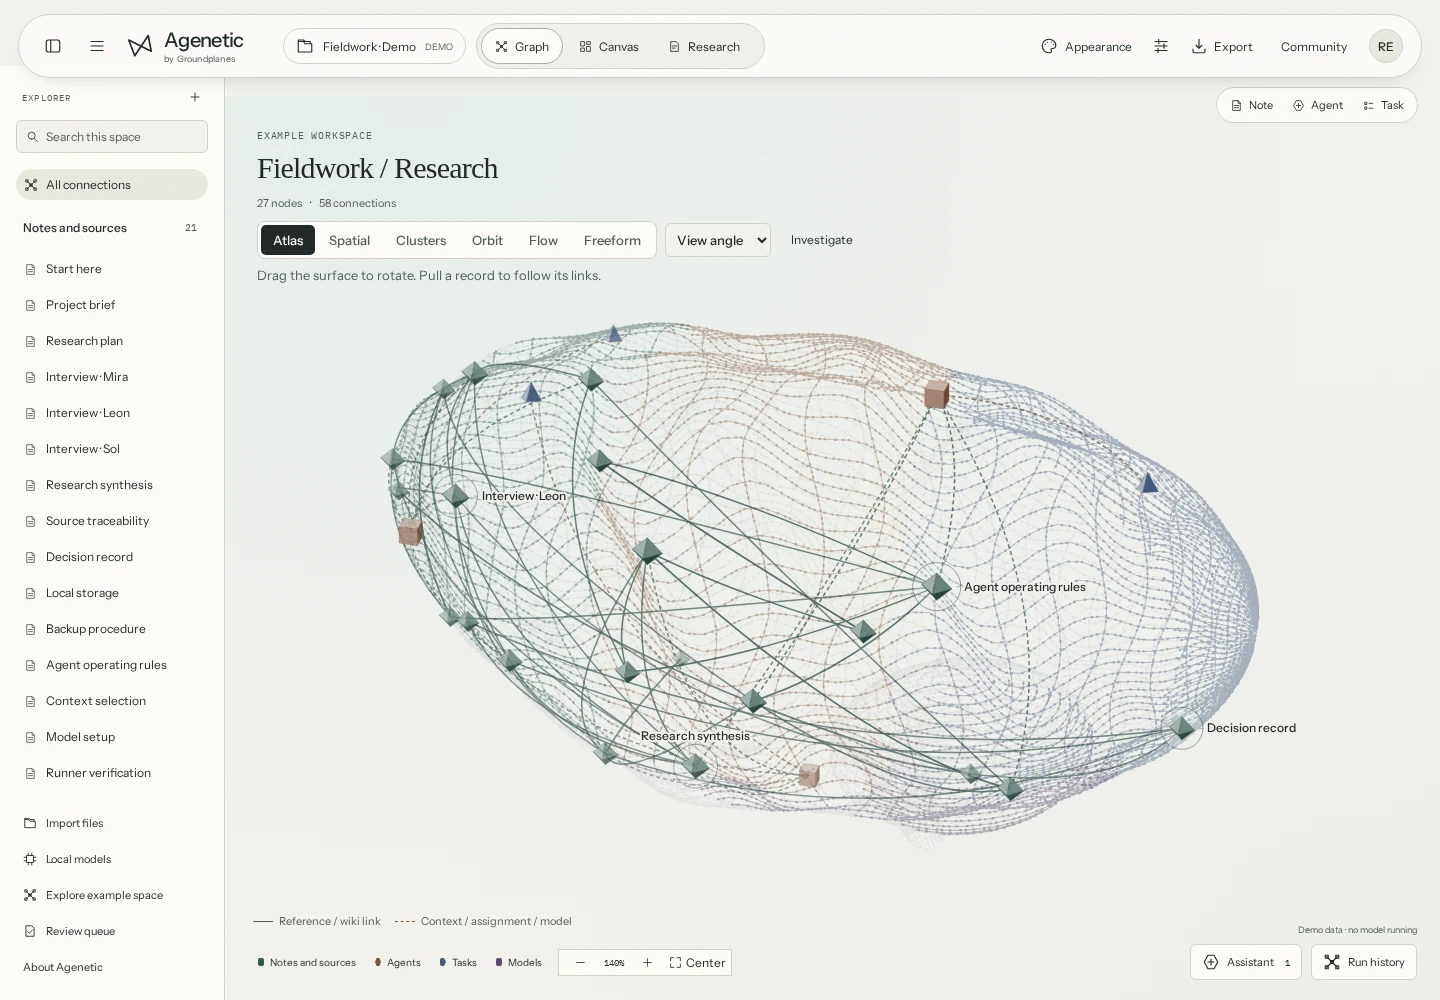 Agenetic
by Groundplanes
Fieldwork·Demo DEMO
Graph
Canvas
Research
Appearance
Export
Community
RE
EXPLORER
Search this space
All connections
Notes and sources 21
Start here
Project brief
Research plan
Interview·Mira
Interview·Leon
Interview·Sol
Research synthesis
Source traceability
Decision record
Local storage
Backup procedure
Agent operating rules
Context selection
Model setup
Runner verification
Import files
Local models
Explore example space
Review queue
About Agenetic
Note
Agent
Task
EXAMPLE WORKSPACE
Fieldwork / Research
27 nodes · 58 connections
Atlas
Spatial
Clusters
Orbit
Flow
Freeform
View angle
Investigate
Drag the surface to rotate. Pull a record to follow its links.
Interview·Leon
Agent operating rules
Decision record
Research synthesis
Reference / wiki link
Context / assignment / model
Notes and sources
Agents
Tasks
Models
140%
Center
Demo data · no model running
Assistant 1
Run history